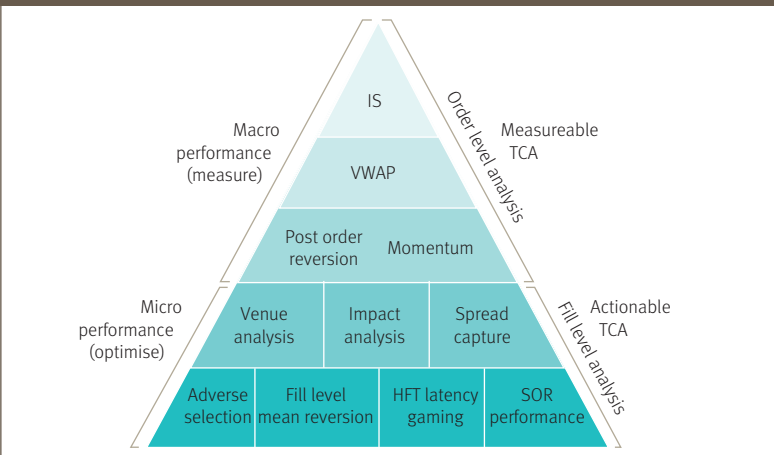 IS
Macro
performance
(measure)
Order level analysis
Measureable
TCA
VWAP
Post order
reversion
Momentum
Micro
performance
(optimise)
Venue
analysis
Impact
analysis
Spread
capture
Fill level analysis
Actionable
TCA
Adverse
selection
Fill level
mean reversion
HFT latency
gaming
SOR
performance